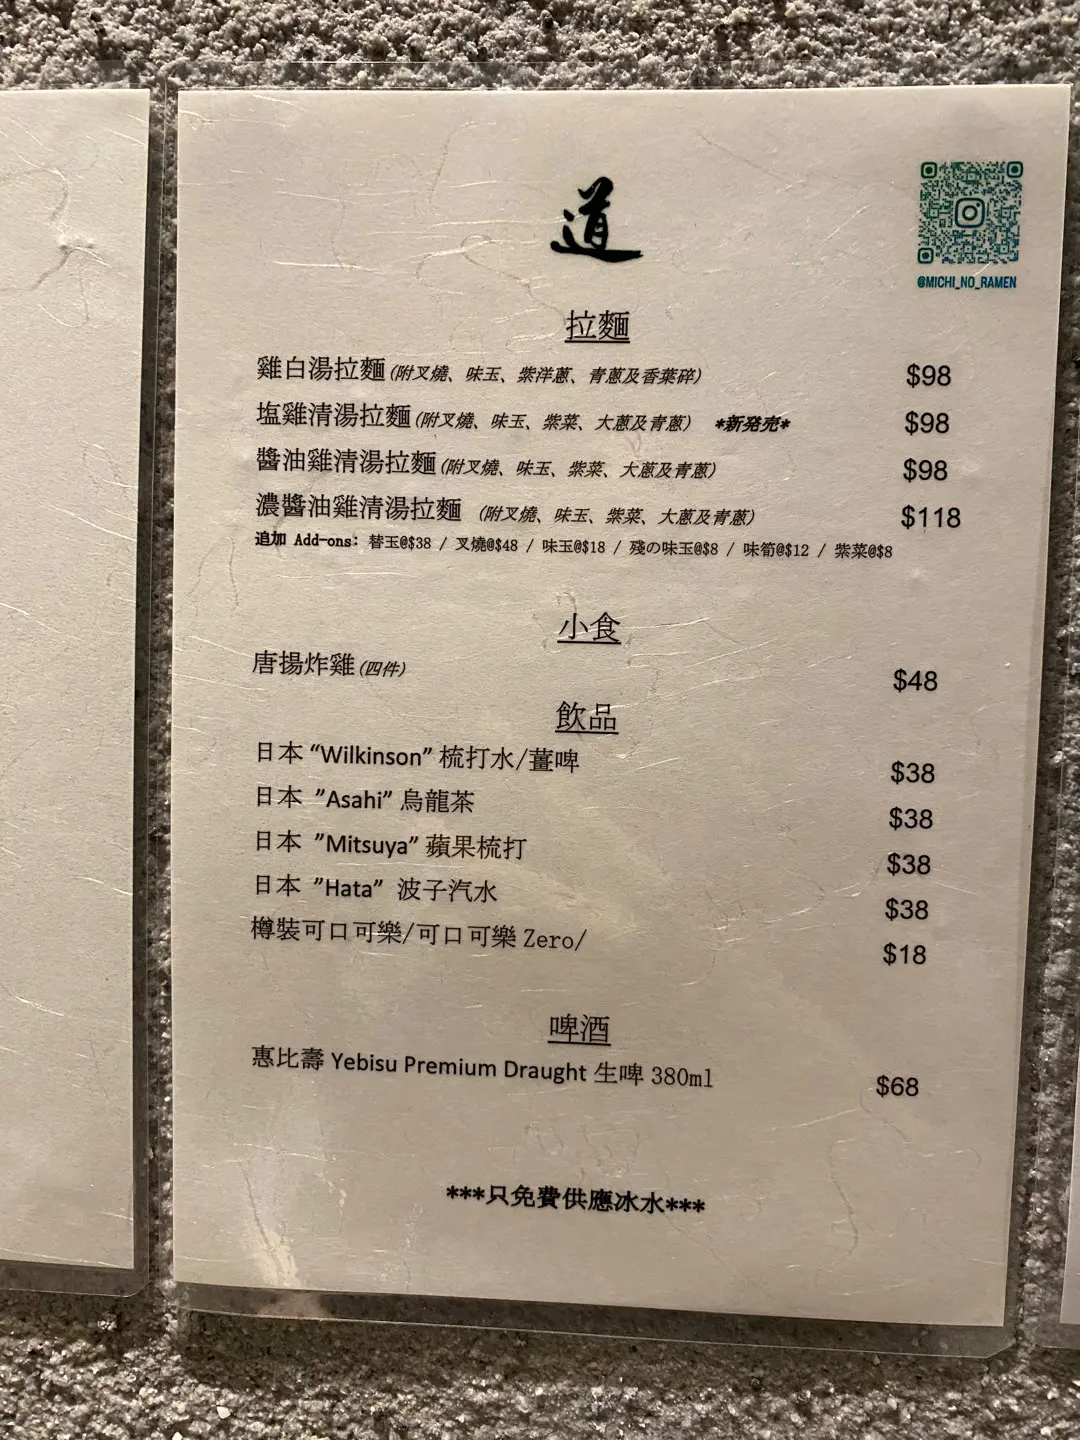 道
@MICHI_NO_RAMEN
拉麵
雞白湯拉麵(附叉燒、味玉、紫洋蔥、青蔥及香葉碎) $98
塩雞清湯拉麵(附叉燒、味玉、紫菜、大蔥及青蔥) *新発売* $98
醬油雞清湯拉麵(附叉燒、味玉、紫菜、大蔥及青蔥) $98
濃醬油雞清湯拉麵 (附叉燒、味玉、紫菜、大蔥及青蔥) $118
追加 Add-ons: 替玉@$38 / 叉燒@$48 / 味玉@$18 / 殘の味玉@$8 / 味筍@$12 / 紫菜@$8
小食
唐揚炸雞(四件) $48
飲品
日本 “Wilkinson” 梳打水/薑啤 $38
日本 ”Asahi” 烏龍茶 $38
日本 ”Mitsuya” 蘋果梳打 $38
日本 ”Hata” 波子汽水 $38
樽裝可口可樂/可口可樂 Zero/ $18
啤酒
惠比壽 Yebisu Premium Draught 生啤 380ml $68
***只免費供應冰水***